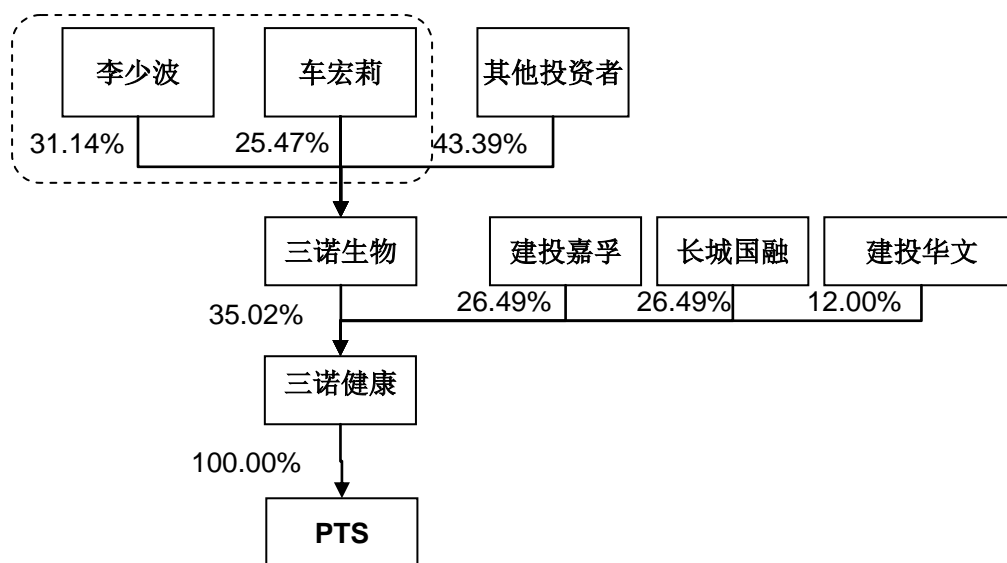 李少波
车宏莉
其他投资者
31.14%
25.47%
43.39%
三诺生物
建投嘉孚
长城国融
建投华文
35.02%
26.49%
26.49%
12.00%
三诺健康
100.00%
PTS